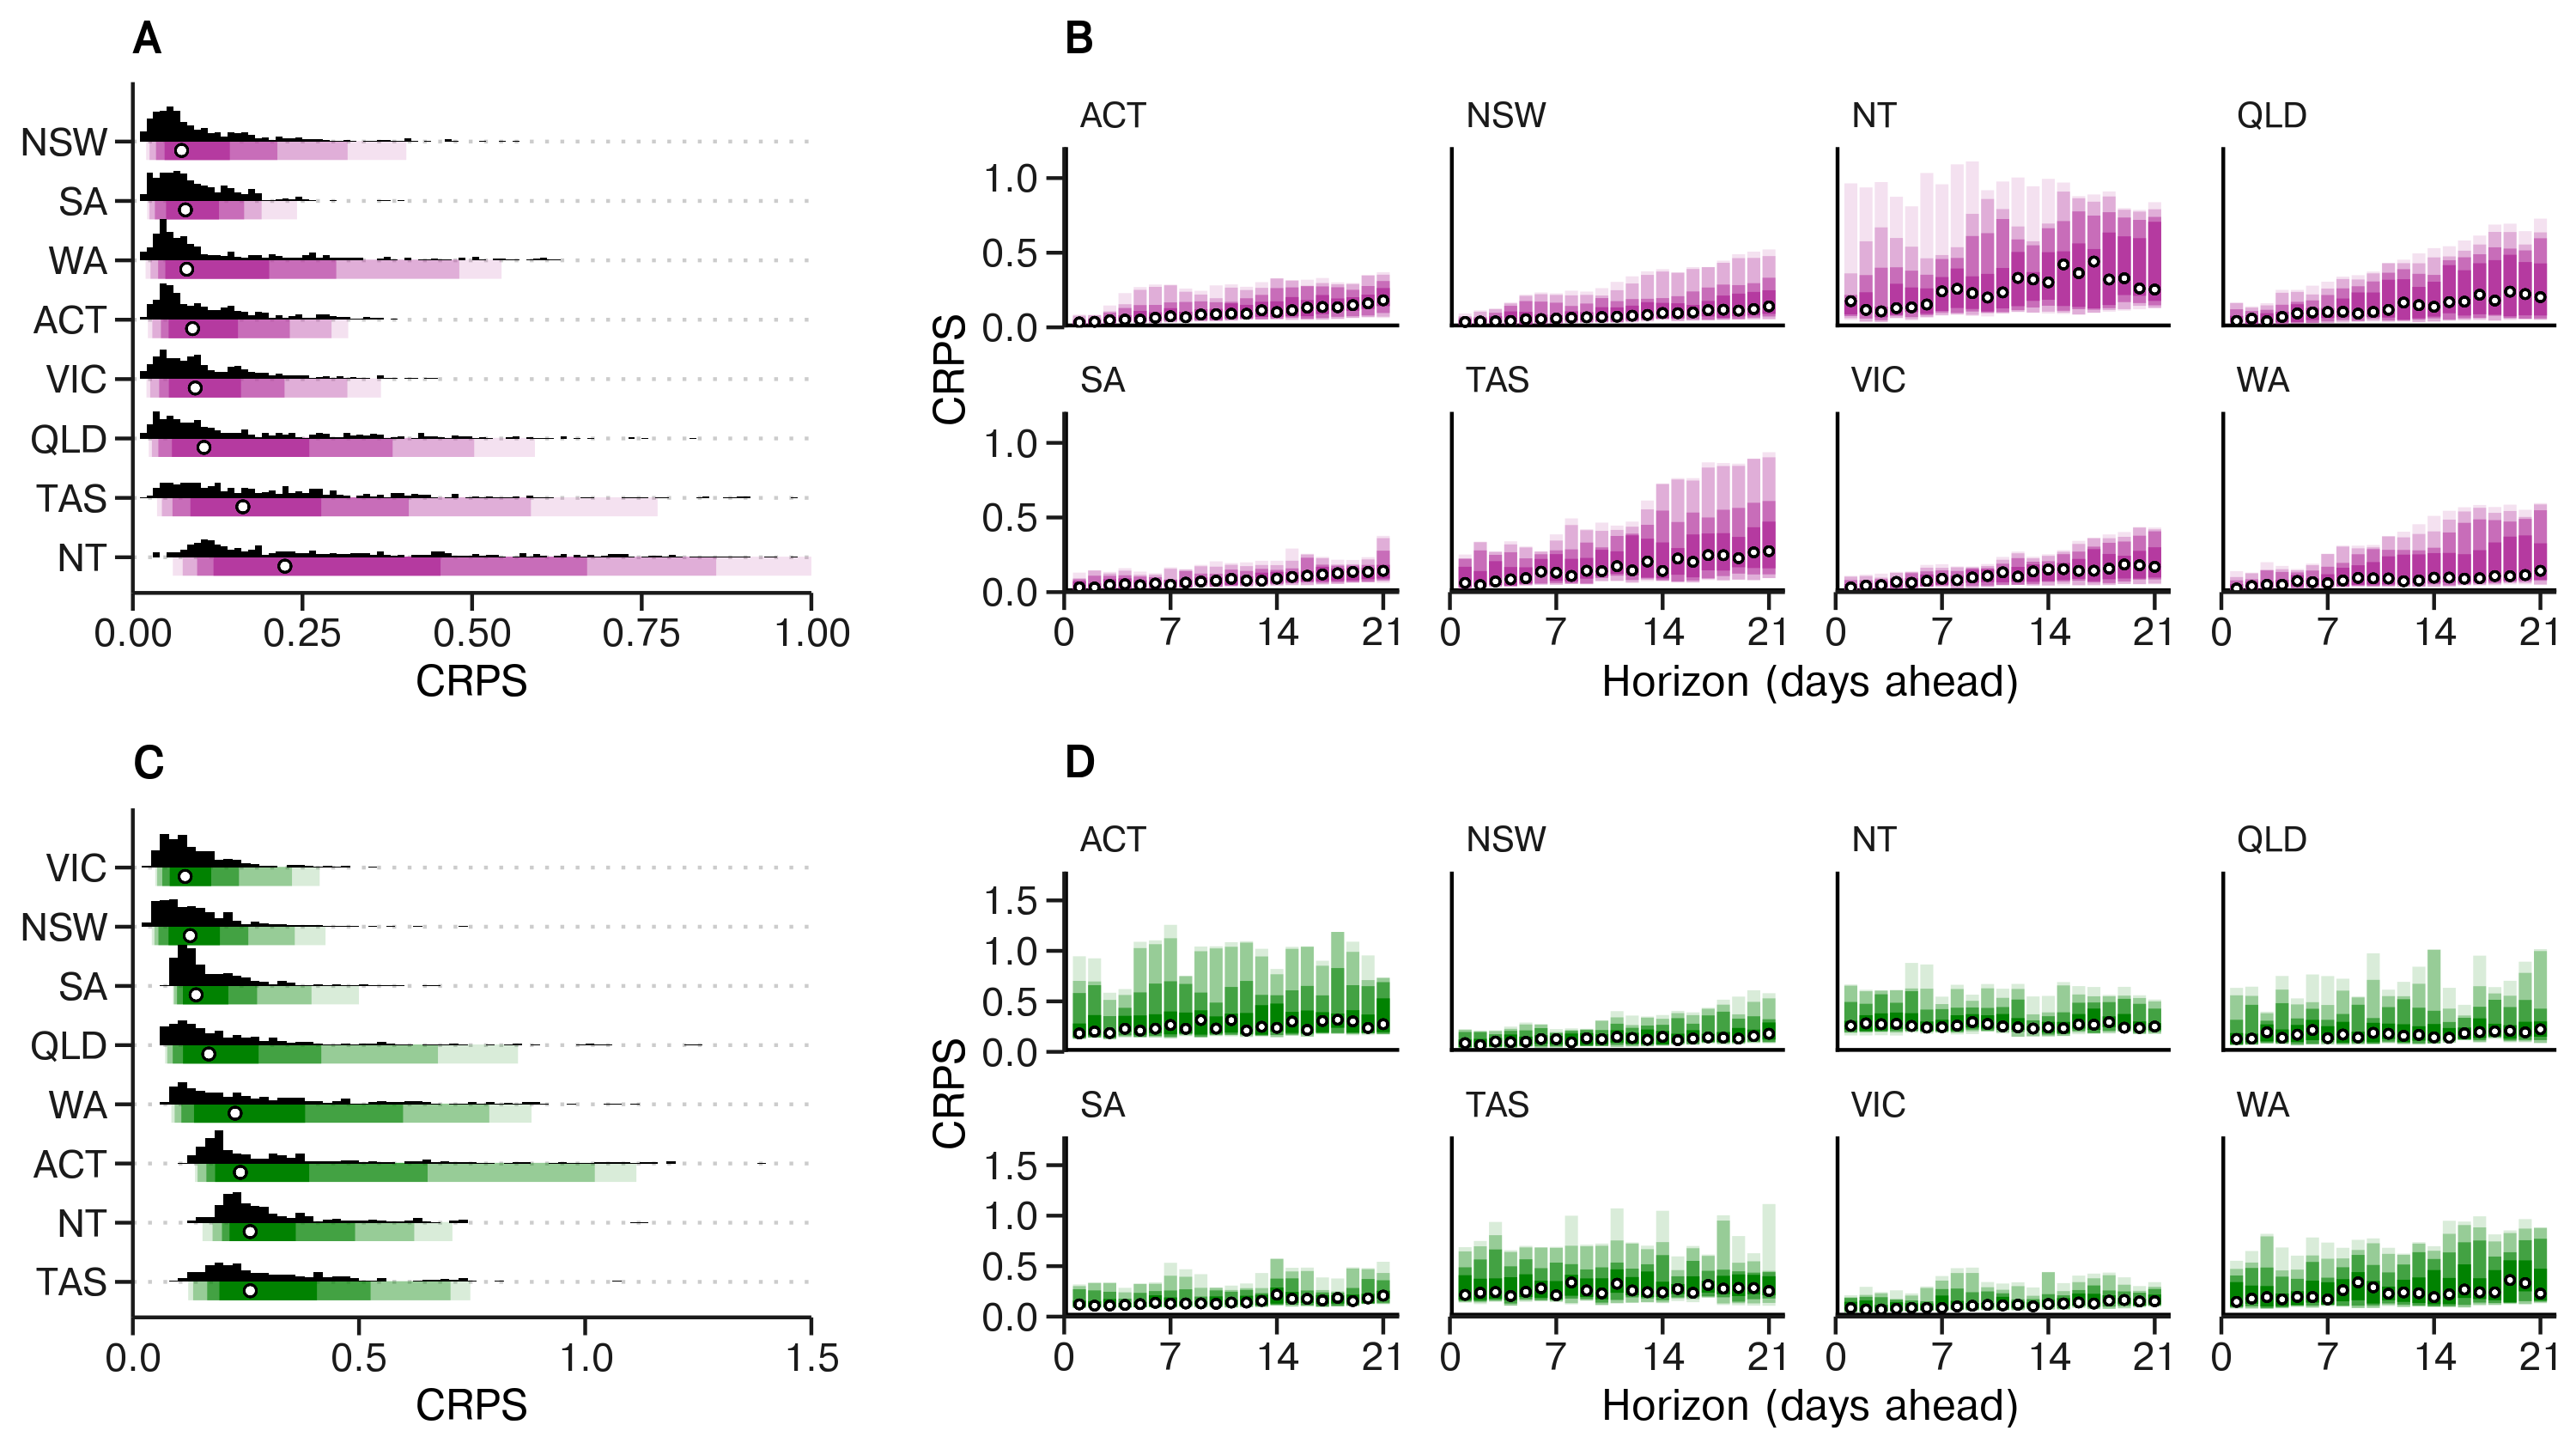 A
NSW
SA
WA
ACT
VIC
QLD
TAS
NT
0.00 0.25 0.50 0.75 1.00
CRPS
B
ACT NSW NT QLD
1.0
0.5
0.0
CRPS
SA TAS VIC WA
1.0
0.5
0.0
0 7 14 21 0 7 14 21 0 7 14 21 0 7 14 21
Horizon (days ahead)
C
VIC
NSW
SA
QLD
WA
ACT
NT
TAS
0.0 0.5 1.0 1.5
CRPS
D
ACT NSW NT QLD
1.5
1.0
0.5
0.0
CRPS
SA TAS VIC WA
1.5
1.0
0.5
0.0
0 7 14 21 0 7 14 21 0 7 14 21 0 7 14 21
Horizon (days ahead)